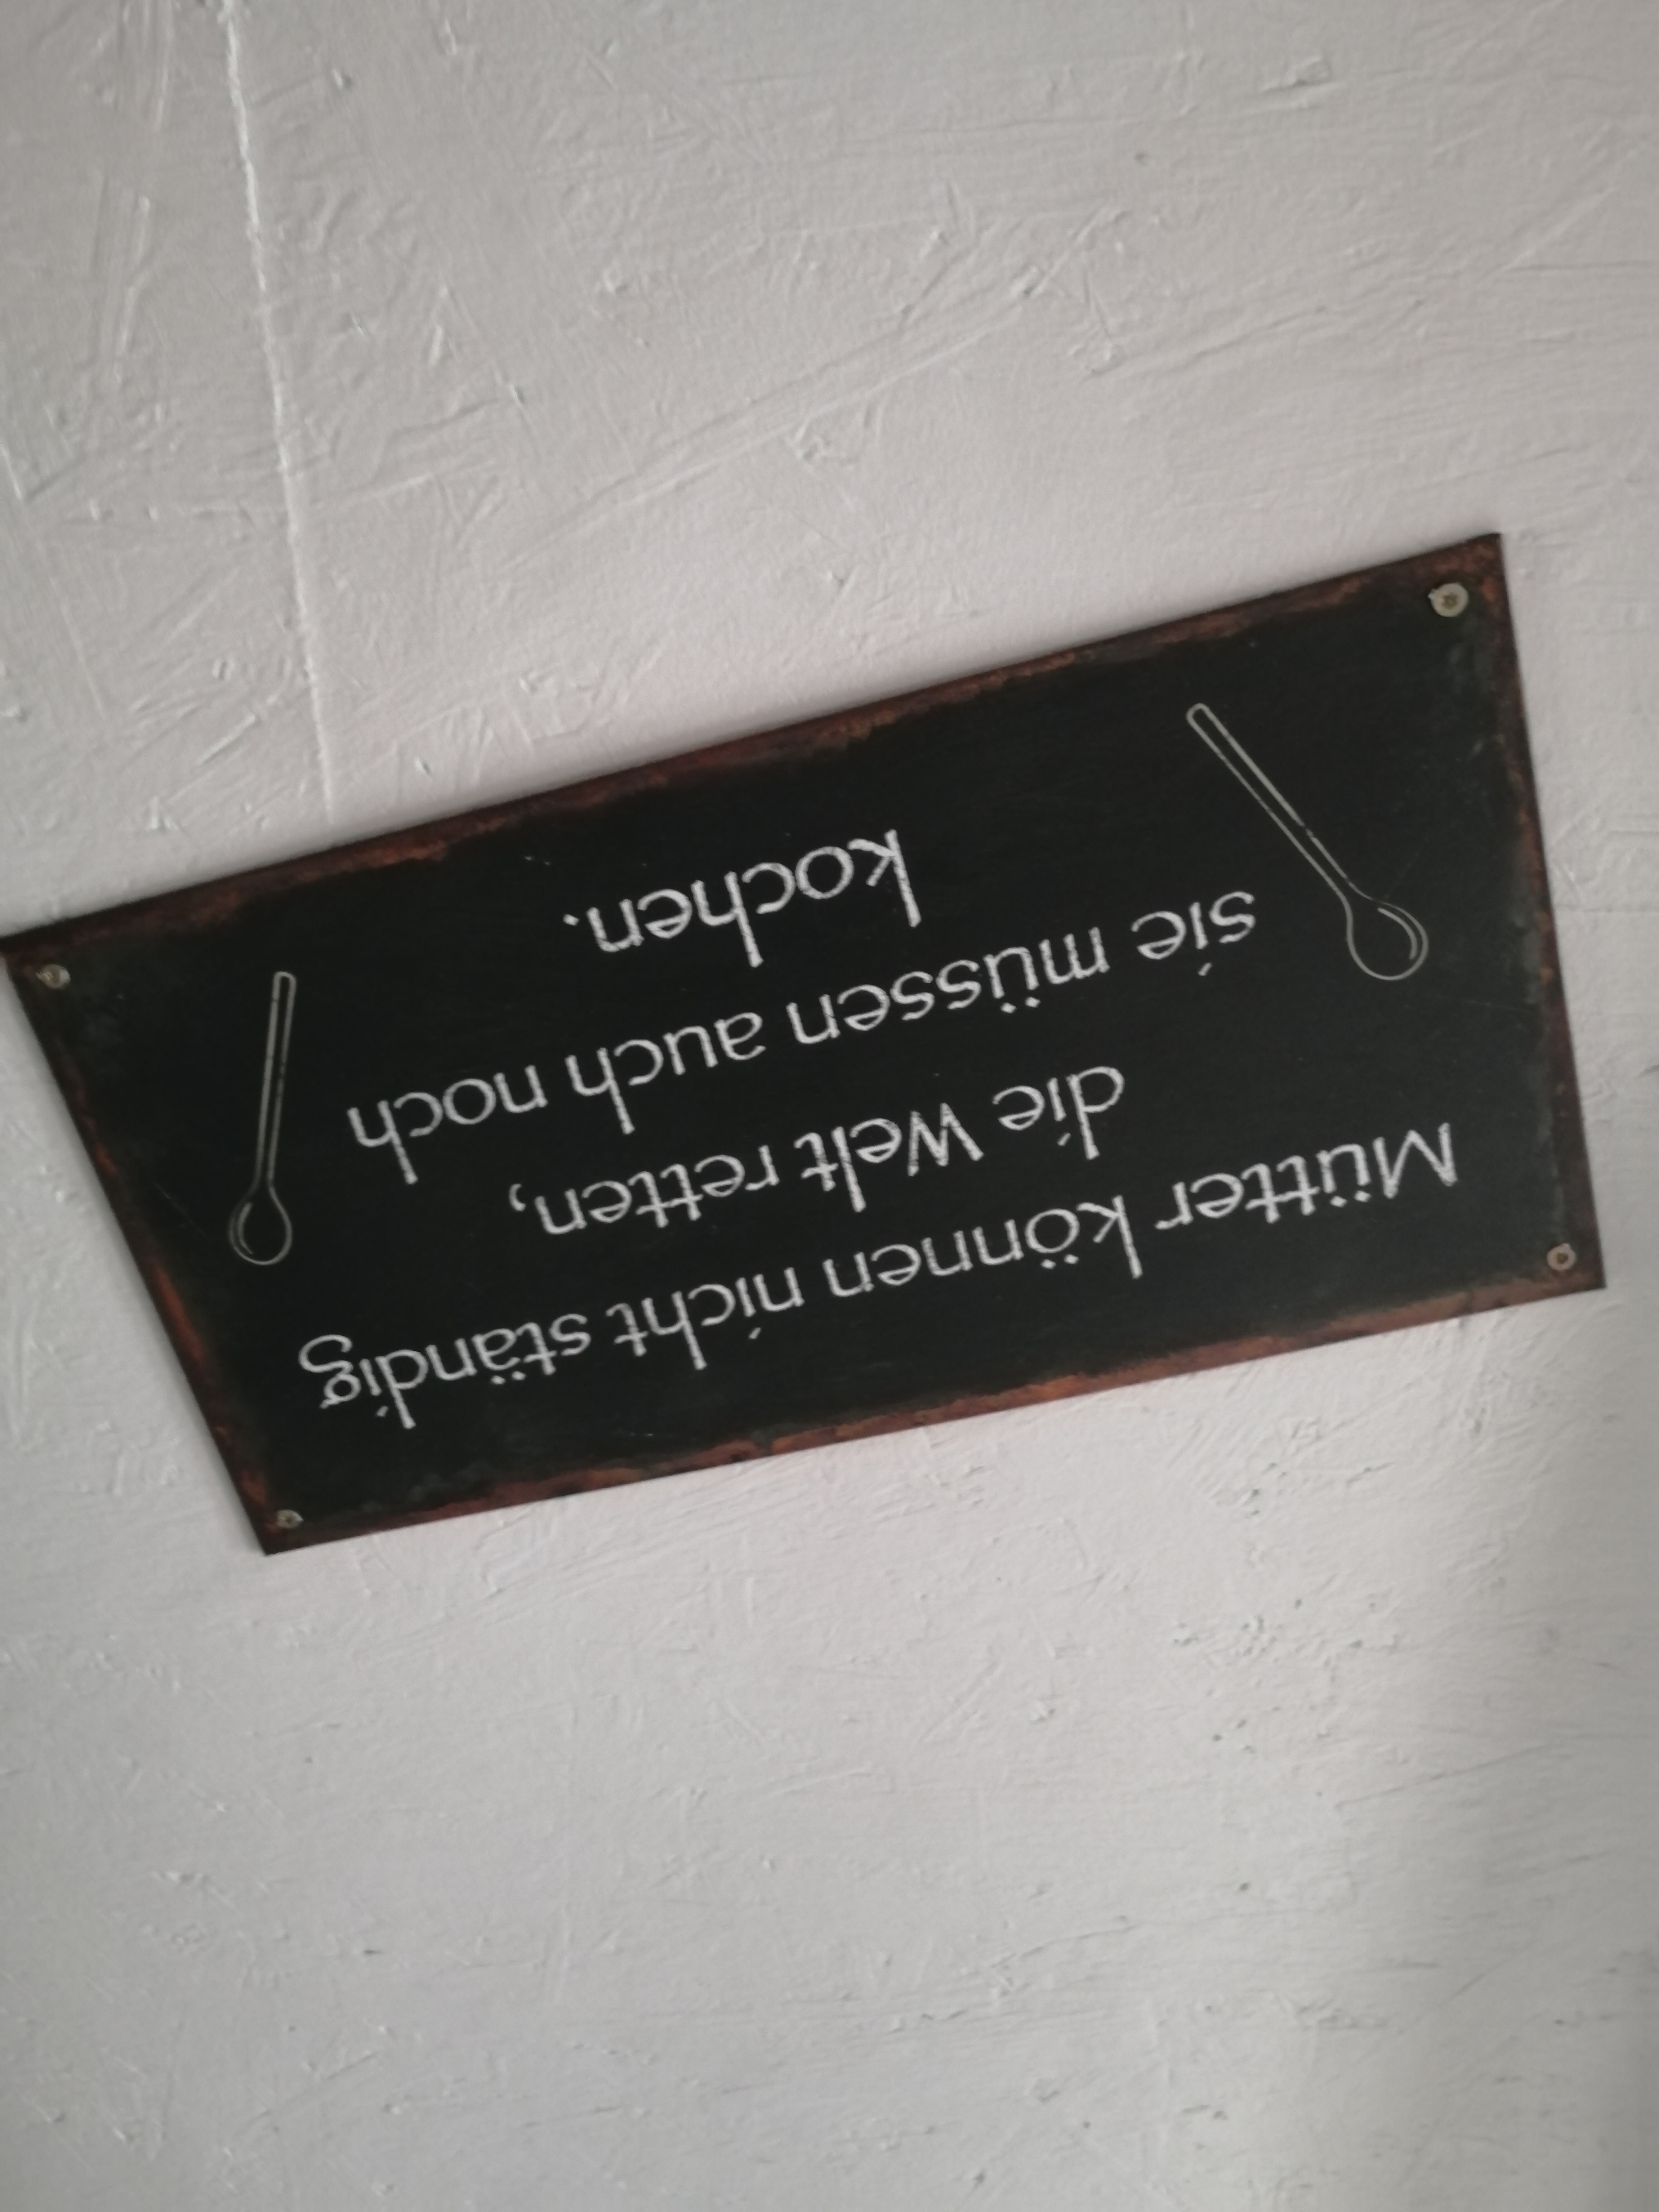 Mütter können nicht ständig
die Welt retten,
sie müssen auch noch
kochen.